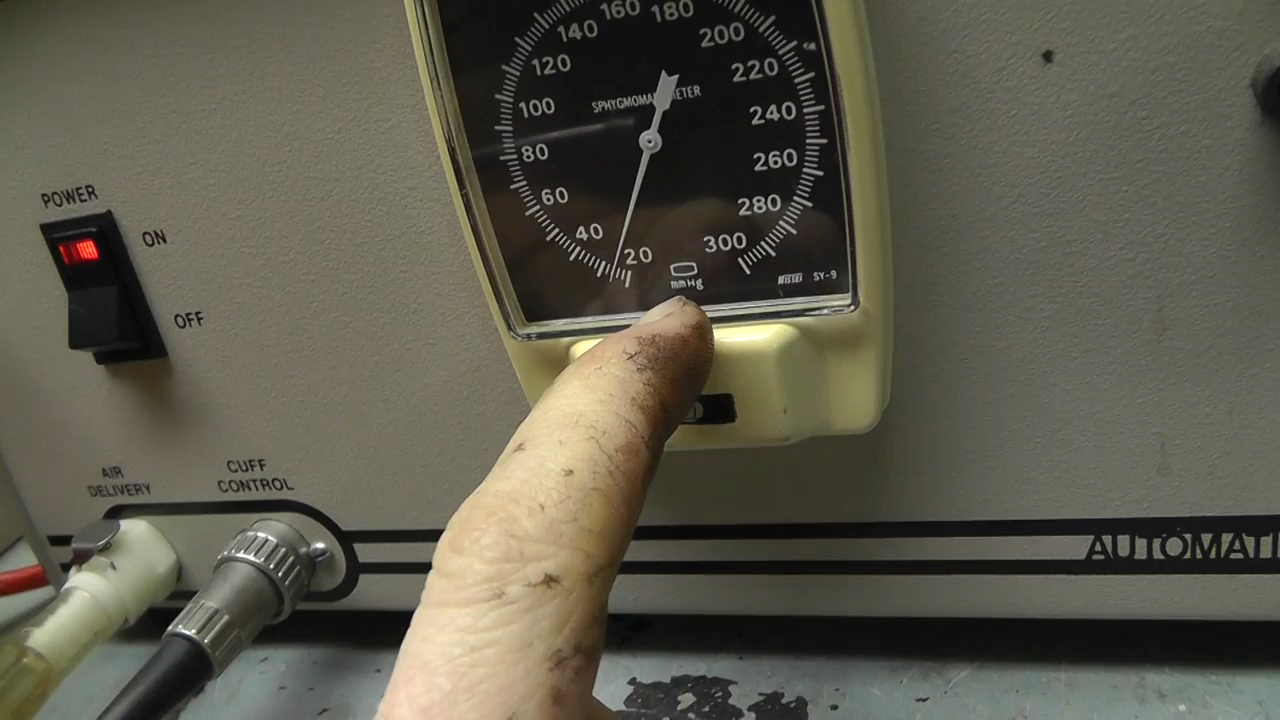 160 180
140 200
120 220
SPHYGMOMANOMETER
100 240
80 260
60 280
40 20 300
mmHg
SY-9
POWER
ON
OFF
AIR
DELIVERY
CUFF
CONTROL
AUTOMATI